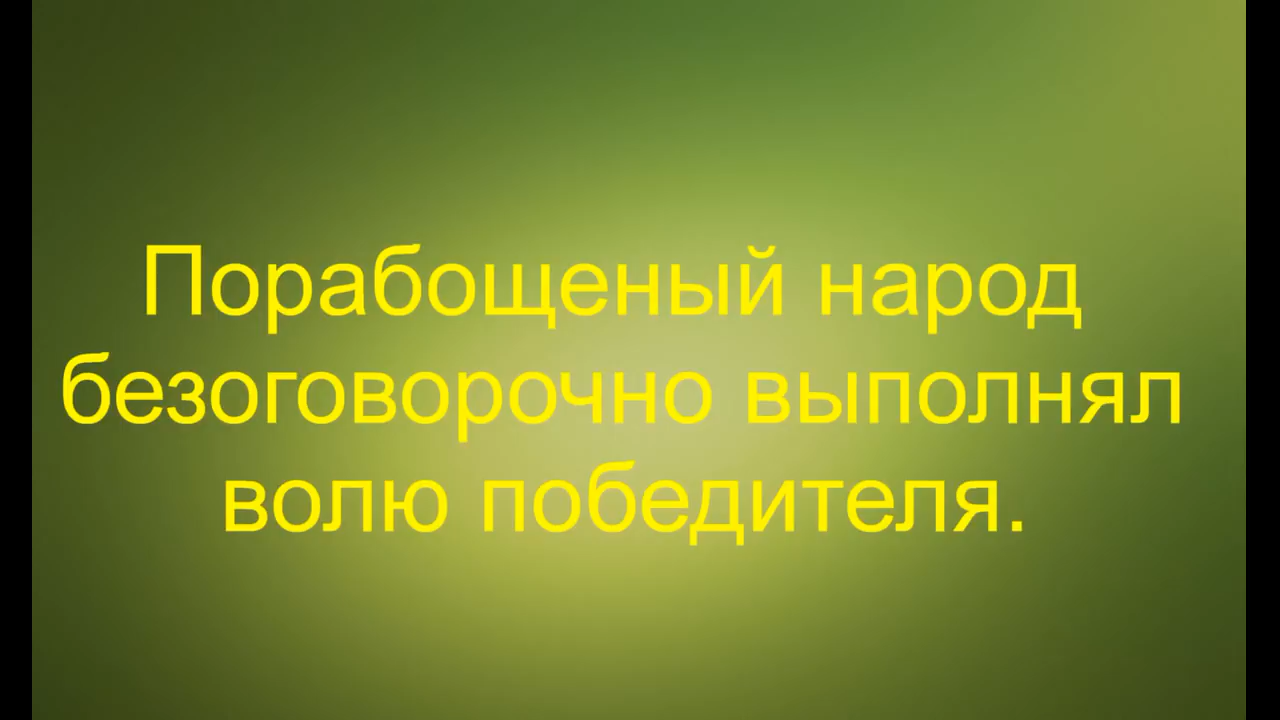 Порабощеный народ
безоговорочно выполнял
волю победителя.